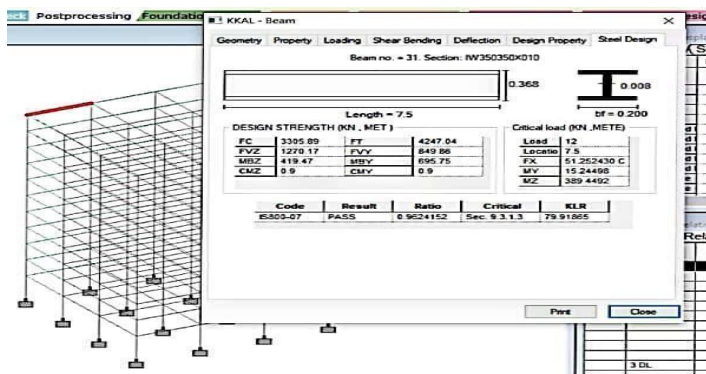 Postprocessing Foundatio
KKAL - Beam
Geometry Property Loading Shear Bending Deflection Design Property Steel Design
Beam no. = 31. Section: IW350350X010
0.368
0.008
Length = 7.5
bf = 0.200
DESIGN STRENGTH (KN , MET )
FC 3305.89 FT 4247.04
FVZ 1270.17 FVY 849.86
MBZ 419.47 MBY 695.75
CMZ 0.9 CMY 0.9
Critical load (KN ,METE)
Load 12
Locatio 7.5
FX 51.252430 C
MY 15.24498
MZ 389.4492
Code Result Ratio Critical KLR
IS800-07 PASS 0.9624152 Sec. 9.3.1.3 79.91865
Print Close
3 DL